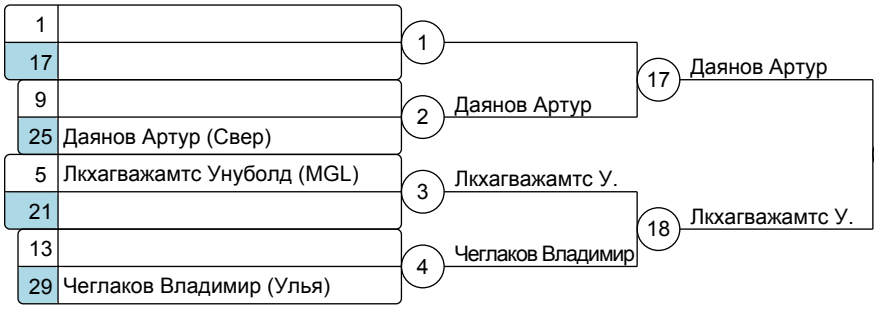 1
17
1
17 Даянов Артур
9
2 Даянов Артур
25 Даянов Артур (Свер)
5 Лкхагважамтс Унуболд (MGL)
3 Лкхагважамтс У.
21
18 Лкхагважамтс У.
13
4 Чеглаков Владимир
29 Чеглаков Владимир (Улья)